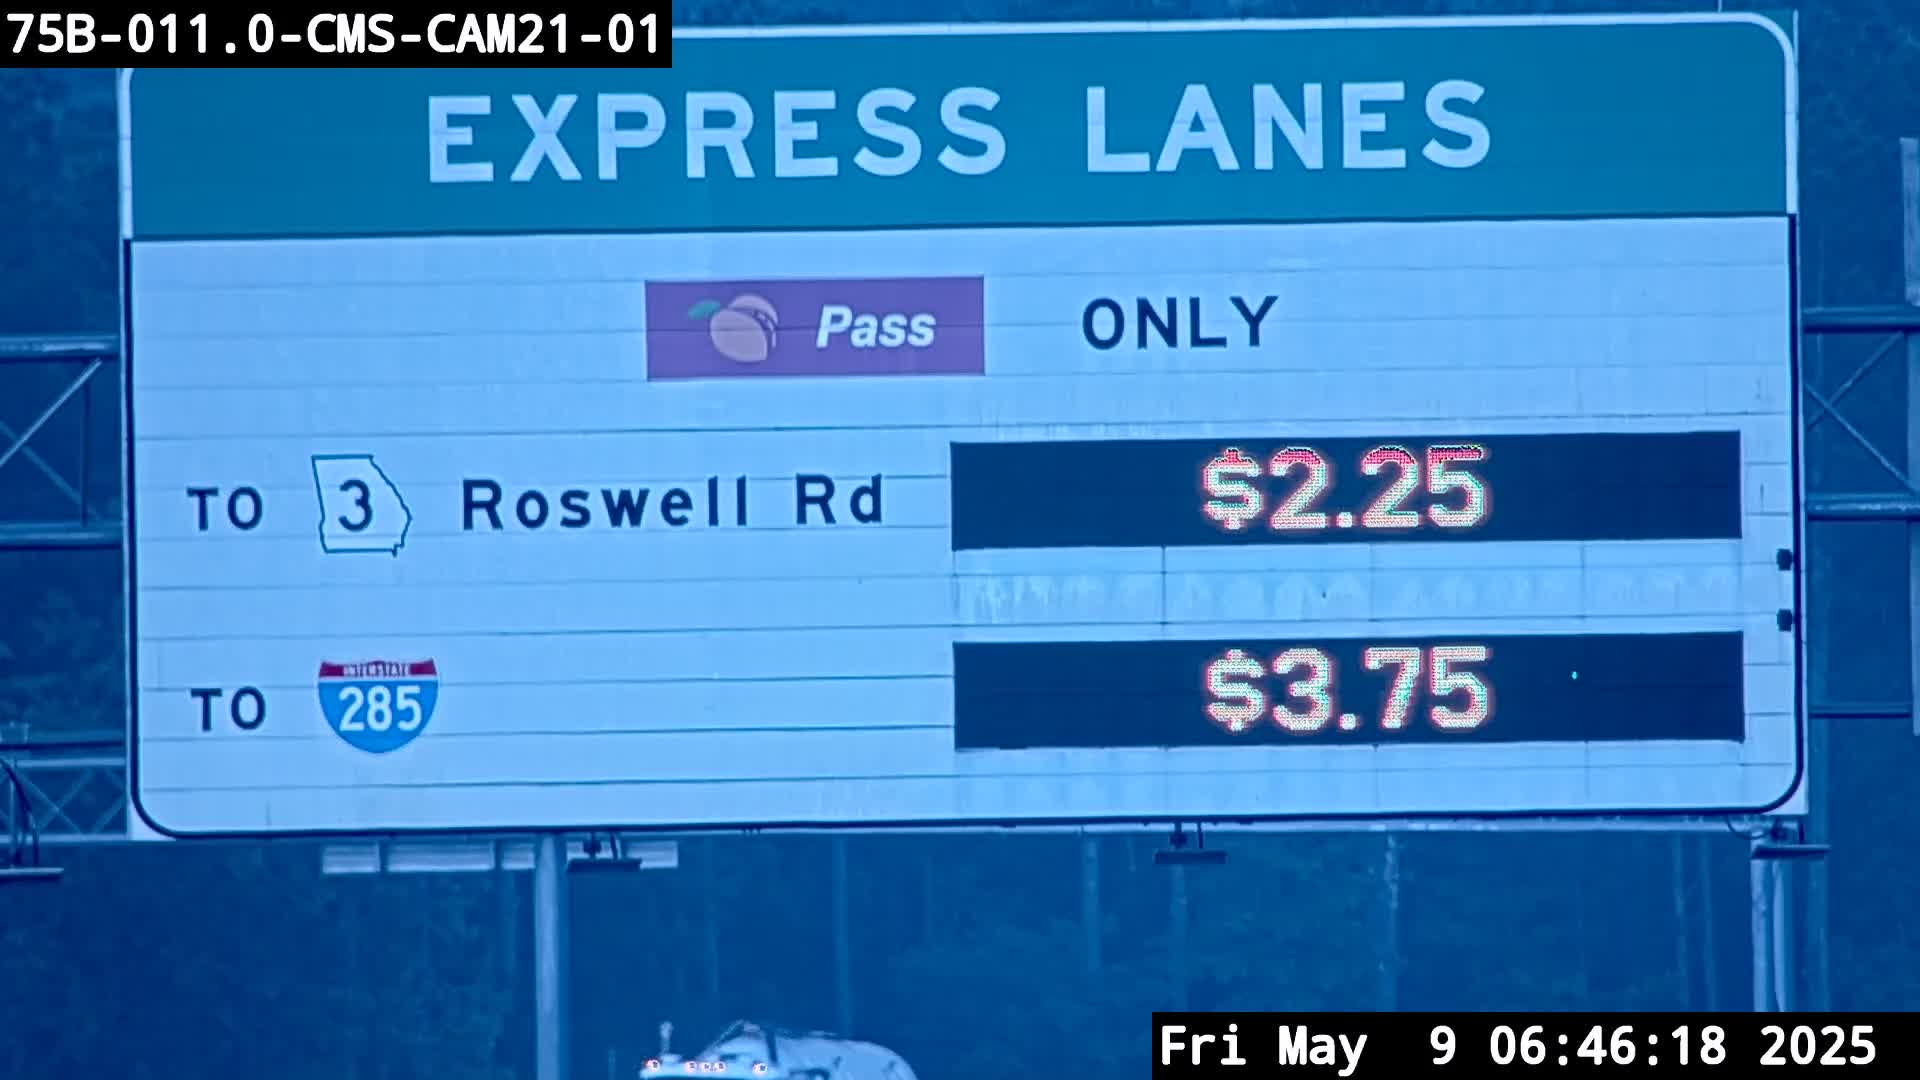 75B-011.0-CMS-CAM21-01
EXPRESS LANES
Pass ONLY
TO 3 Roswell Rd $2.25
TO INTERSTATE 285 $3.75
Fri May 9 06:46:18 2025